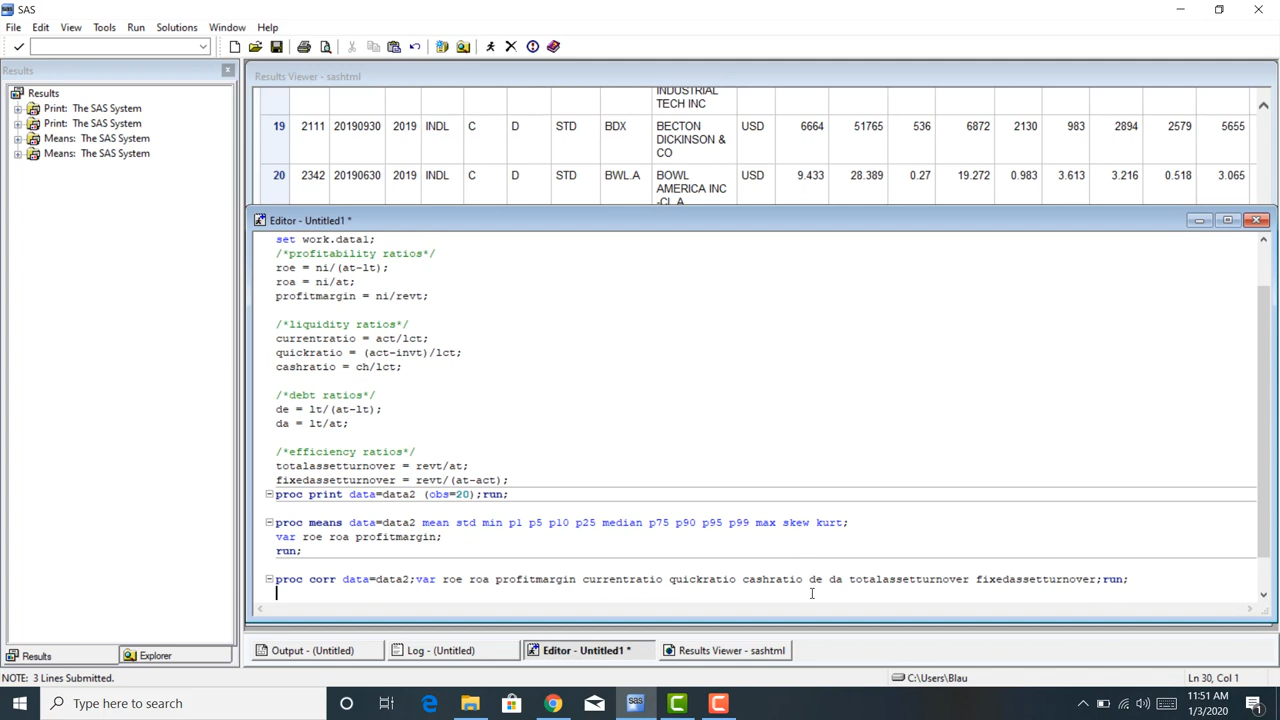 SAS
File Edit View Tools Run Solutions Window Help
Results
Results Viewer - sashtml
Results
Print: The SAS System
Print: The SAS System
Means: The SAS System
Means: The SAS System
INDUSTRIAL
TECH INC
19 2111 20190930 2019 INDL C D STD BDX BECTON USD 6664 51765 536 6872 2130 983 2894 2579 5655
DICKINSON &
CO
20 2342 20190630 2019 INDL C D STD BWL.A BOWL USD 9.433 28.389 0.27 19.272 0.983 3.613 3.216 0.518 3.065
AMERICA INC
-CL A
Editor - Untitled1 *
set work.data1;
/*profitability ratios*/
roe = ni/(at-lt);
roa = ni/at;
profitmargin = ni/revt;
/*liquidity ratios*/
currentratio = act/lct;
quickratio = (act-invt)/lct;
cashratio = ch/lct;
/*debt ratios*/
de = lt/(at-lt);
da = lt/at;
/*efficiency ratios*/
totalassetturnover = revt/at;
fixedassetturnover = revt/(at-act);
proc print data=data2 (obs=20);run;
proc means data=data2 mean std min p1 p5 p10 p25 median p75 p90 p95 p99 max skew kurt;
var roe roa profitmargin;
run;
proc corr data=data2;var roe roa profitmargin currentratio quickratio cashratio de da totalassetturnover fixedassetturnover;run;
Results Explorer
Output - (Untitled) Log - (Untitled) Editor - Untitled1 * Results Viewer - sashtml
NOTE: 3 Lines Submitted. C:\Users\Blau Ln 30, Col 1
Type here to search
sas
11:51 AM
1/3/2020
1